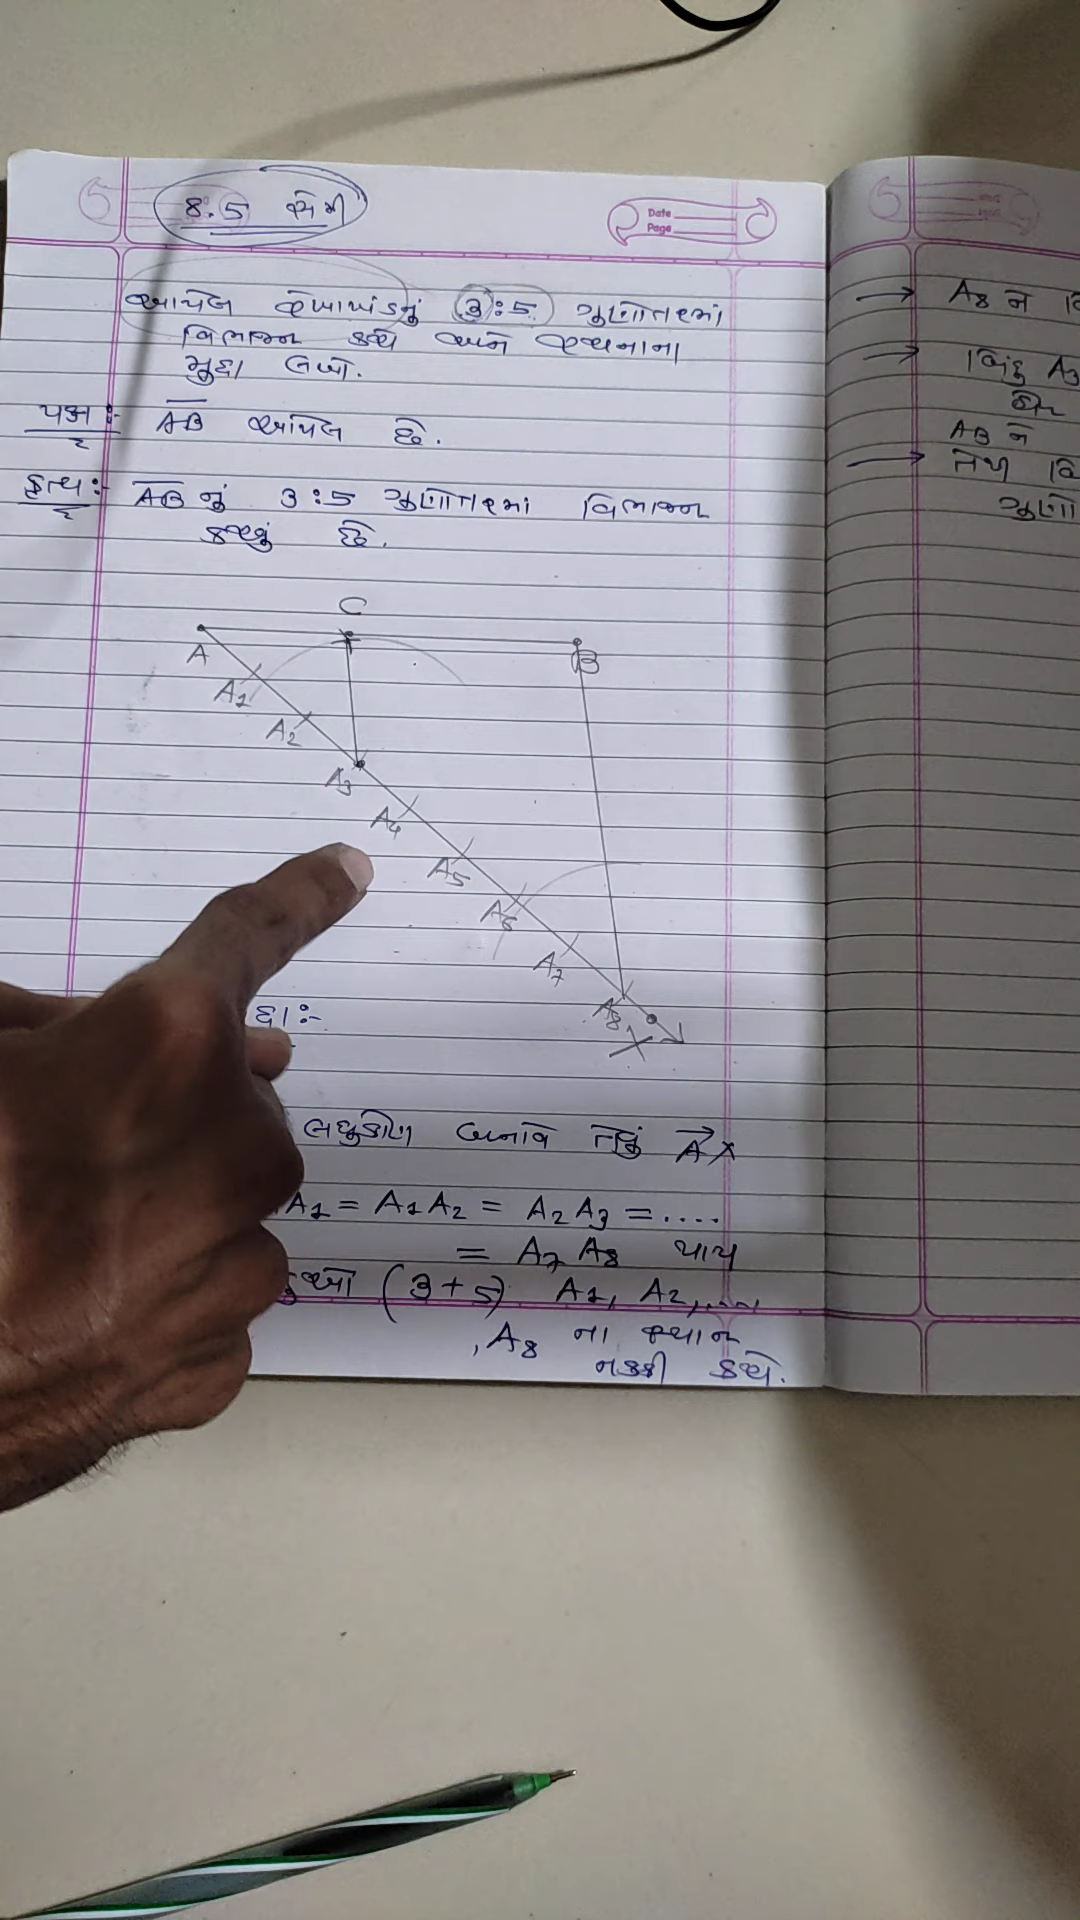 8.5 સેમી
Date
Page
આપેલ રેખાખંડનું 3:5 ગુણોત્તરમાં
વિભાજન કરો અને રચનાના
મુદ્દા લખો.
પક્ષ :- AB આપેલ છે.
સાધ્ય :- AB નું 3:5 ગુણોત્તરમાં વિભાજન
કરવું છે.
C
A
B
A1
A2
A3
A4
A5
A6
A7
A8
X
દા :-
લઘુકોણ બનાવે તેવું AX
A1 = A1A2 = A2A3 = ....
= A7A8 થાય
(3+5) A1, A2,....
, A8 ના સ્થાન
નક્કી કરો.
→ A8 ને
→ બિંદુ A3
AB ને
→ તેથી
ગુણો